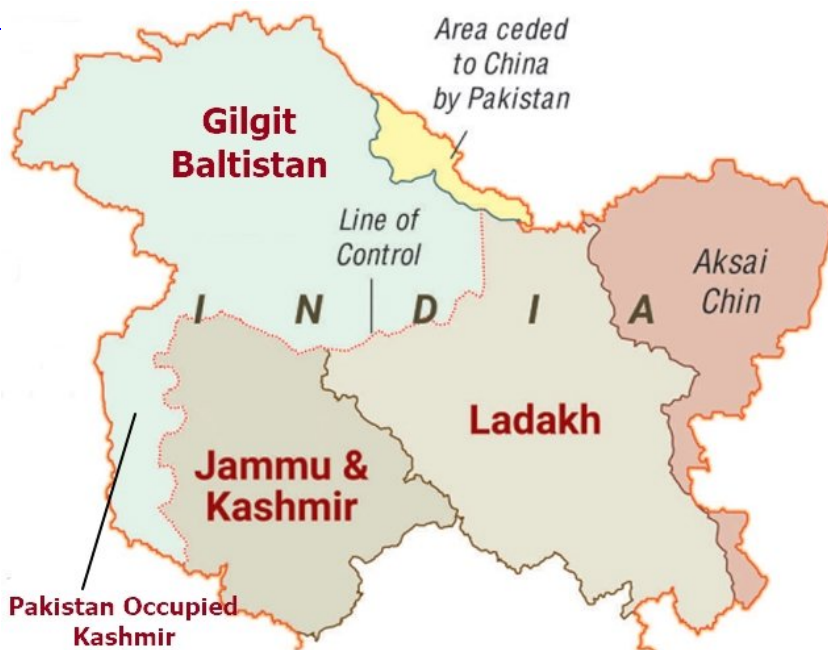 Area ceded
to China
by Pakistan
Gilgit
Baltistan
Line of
Control
Aksai
Chin
I N D I A
Ladakh
Jammu &
Kashmir
Pakistan Occupied
Kashmir